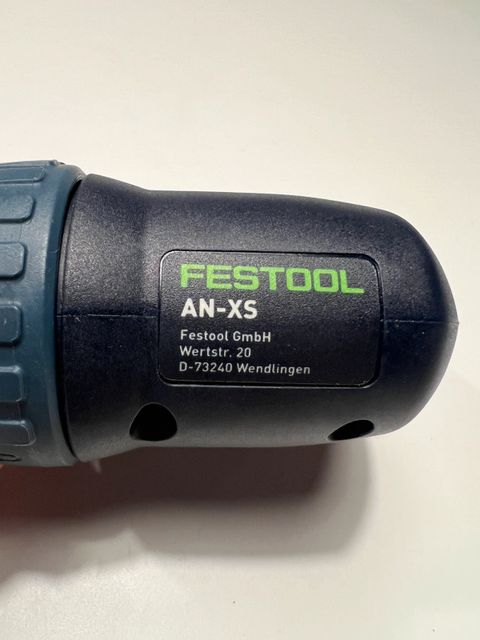 FESTOOL
AN-XS
Festool GmbH
Wertstr. 20
D-73240 Wendlingen